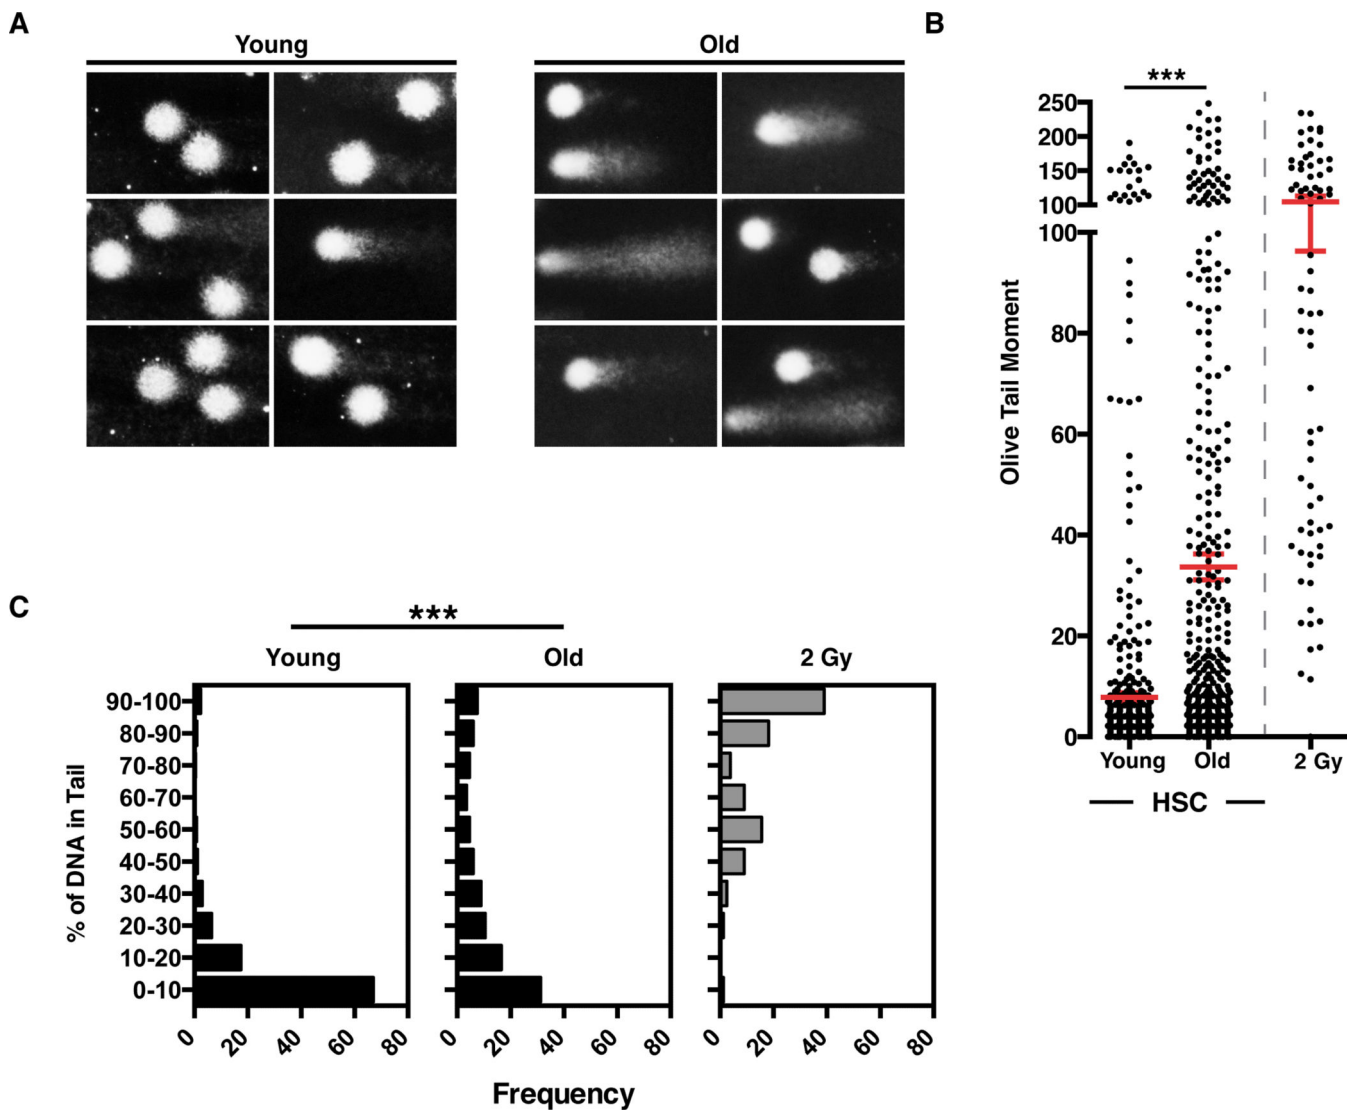 A
Young
Old
B
***
250
200
150
100
100
80
60
40
20
0
Olive Tail Moment
Young
Old
2 Gy
HSC
C
***
Young
Old
2 Gy
% of DNA in Tail
90-100
80-90
70-80
60-70
50-60
40-50
30-40
20-30
10-20
0-10
0 20 40 60 80
0 20 40 60 80
0 20 40 60 80
Frequency